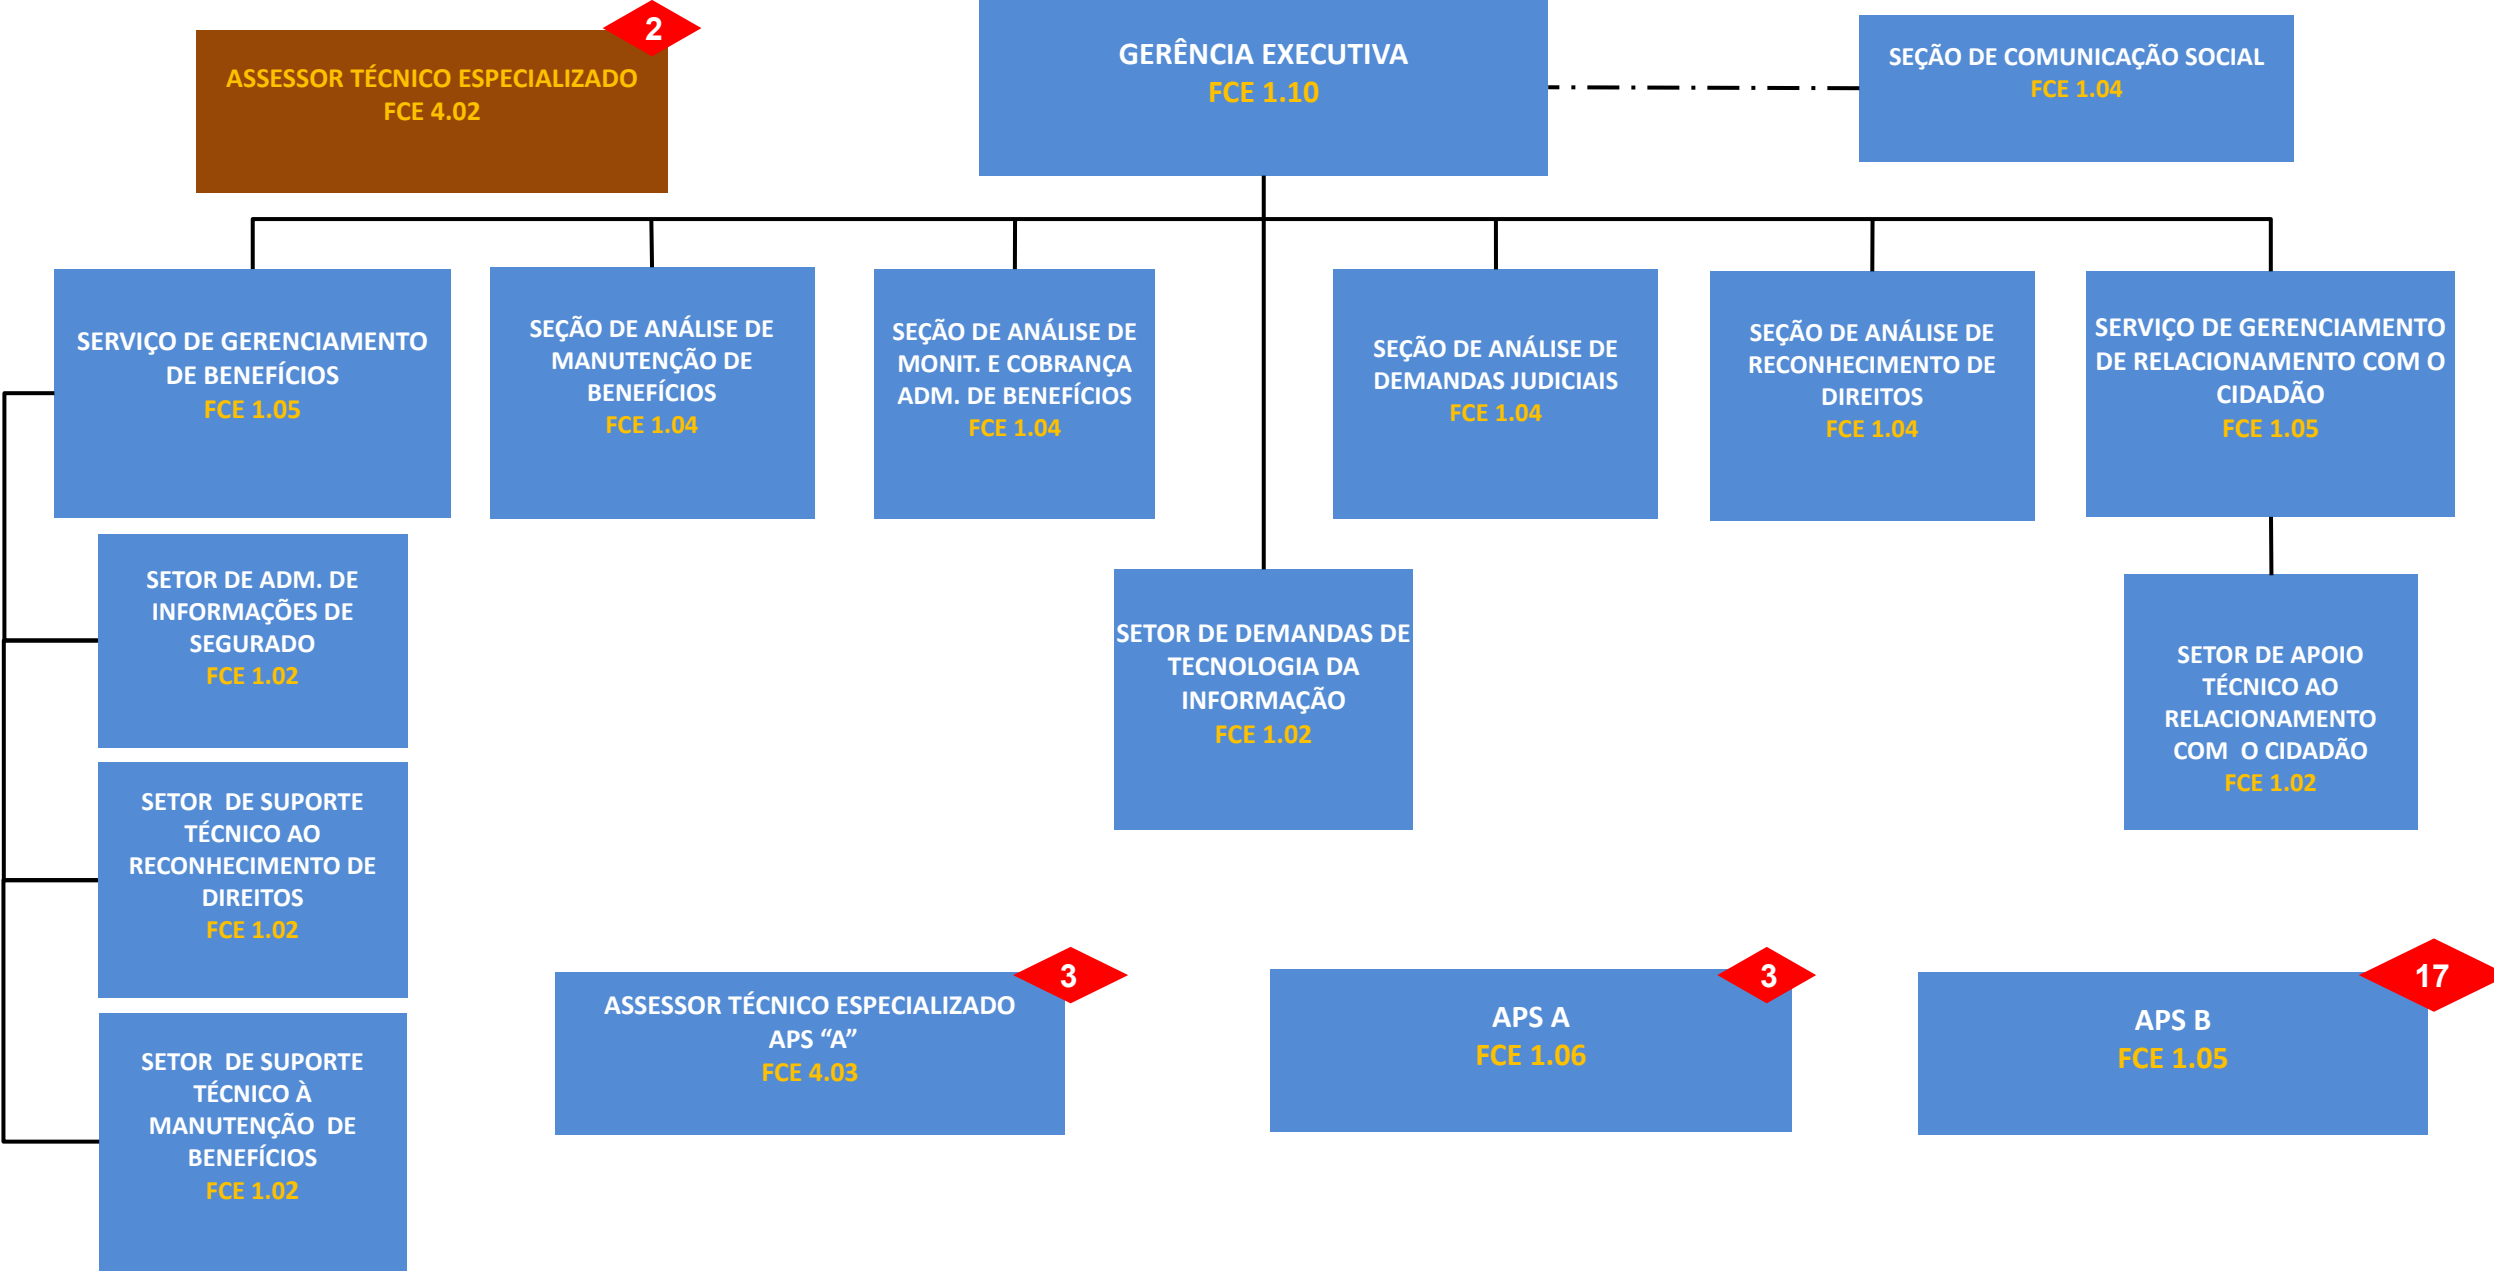 2
ASSESSOR TÉCNICO ESPECIALIZADO
FCE 4.02
GERÊNCIA EXECUTIVA
FCE 1.10
SEÇÃO DE COMUNICAÇÃO SOCIAL
FCE 1.04
SERVIÇO DE GERENCIAMENTO
DE BENEFÍCIOS
FCE 1.05
SEÇÃO DE ANÁLISE DE
MANUTENÇÃO DE
BENEFÍCIOS
FCE 1.04
SEÇÃO DE ANÁLISE DE
MONIT. E COBRANÇA
ADM. DE BENEFÍCIOS
FCE 1.04
SEÇÃO DE ANÁLISE DE
DEMANDAS JUDICIAIS
FCE 1.04
SEÇÃO DE ANÁLISE DE
RECONHECIMENTO DE
DIREITOS
FCE 1.04
SERVIÇO DE GERENCIAMENTO
DE RELACIONAMENTO COM O
CIDADÃO
FCE 1.05
SETOR DE ADM. DE
INFORMAÇÕES DE
SEGURADO
FCE 1.02
SETOR DE DEMANDAS DE
TECNOLOGIA DA
INFORMAÇÃO
FCE 1.02
SETOR DE APOIO
TÉCNICO AO
RELACIONAMENTO
COM O CIDADÃO
FCE 1.02
SETOR DE SUPORTE
TÉCNICO AO
RECONHECIMENTO DE
DIREITOS
FCE 1.02
SETOR DE SUPORTE
TÉCNICO À
MANUTENÇÃO DE
BENEFÍCIOS
FCE 1.02
3
ASSESSOR TÉCNICO ESPECIALIZADO
APS “A”
FCE 4.03
3
APS A
FCE 1.06
17
APS B
FCE 1.05